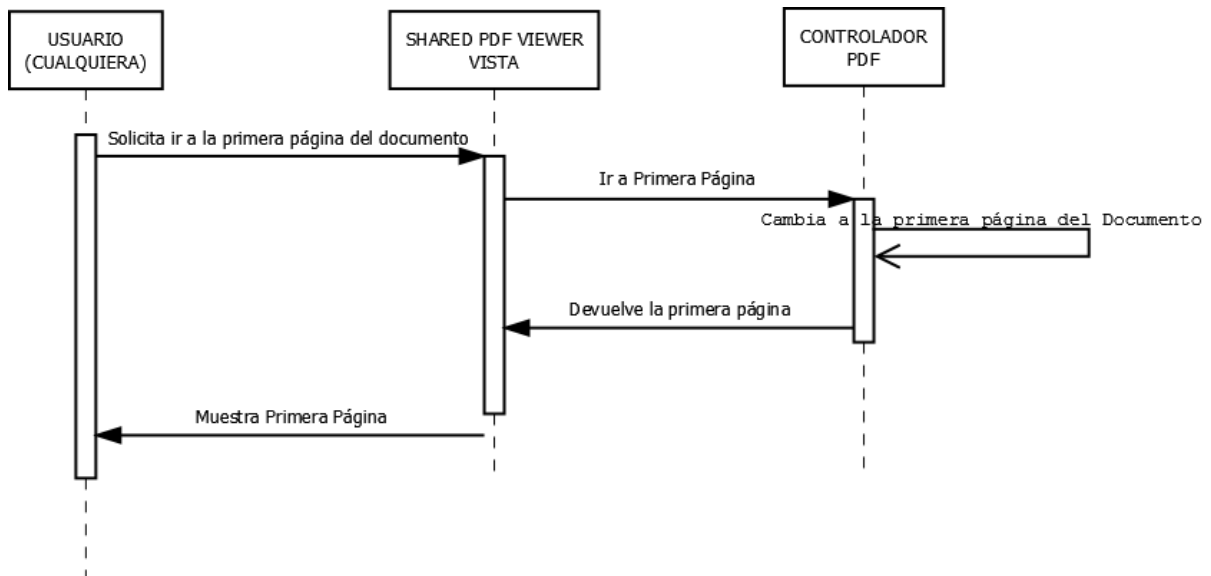 USUARIO
(CUALQUIERA)
SHARED PDF VIEWER
VISTA
CONTROLADOR
PDF
Solicita ir a la primera página del documento
Ir a Primera Página
Cambia a la primera página del Documento
Devuelve la primera página
Muestra Primera Página